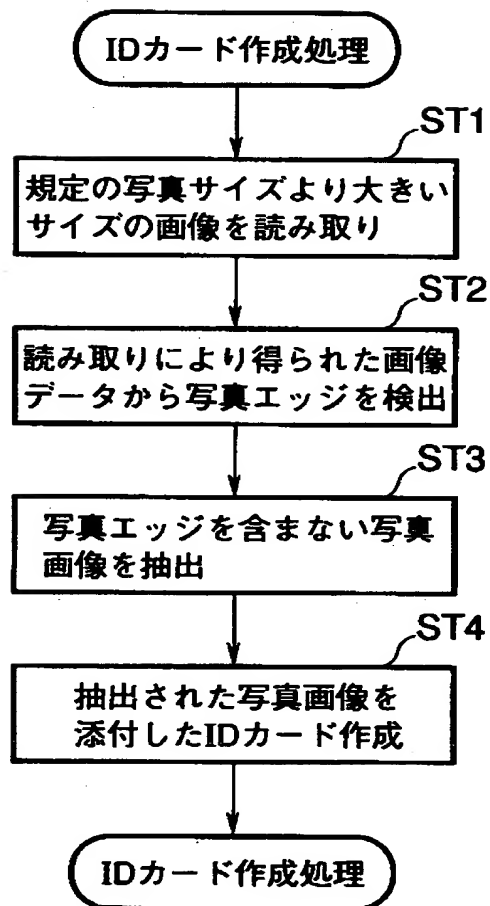 IDカード作成処理
ST1
規定の写真サイズより大きい
サイズの画像を読み取り
ST2
読み取りにより得られた画像
データから写真エッジを検出
ST3
写真エッジを含まない写真
画像を抽出
ST4
抽出された写真画像を
添付したIDカード作成
IDカード作成処理